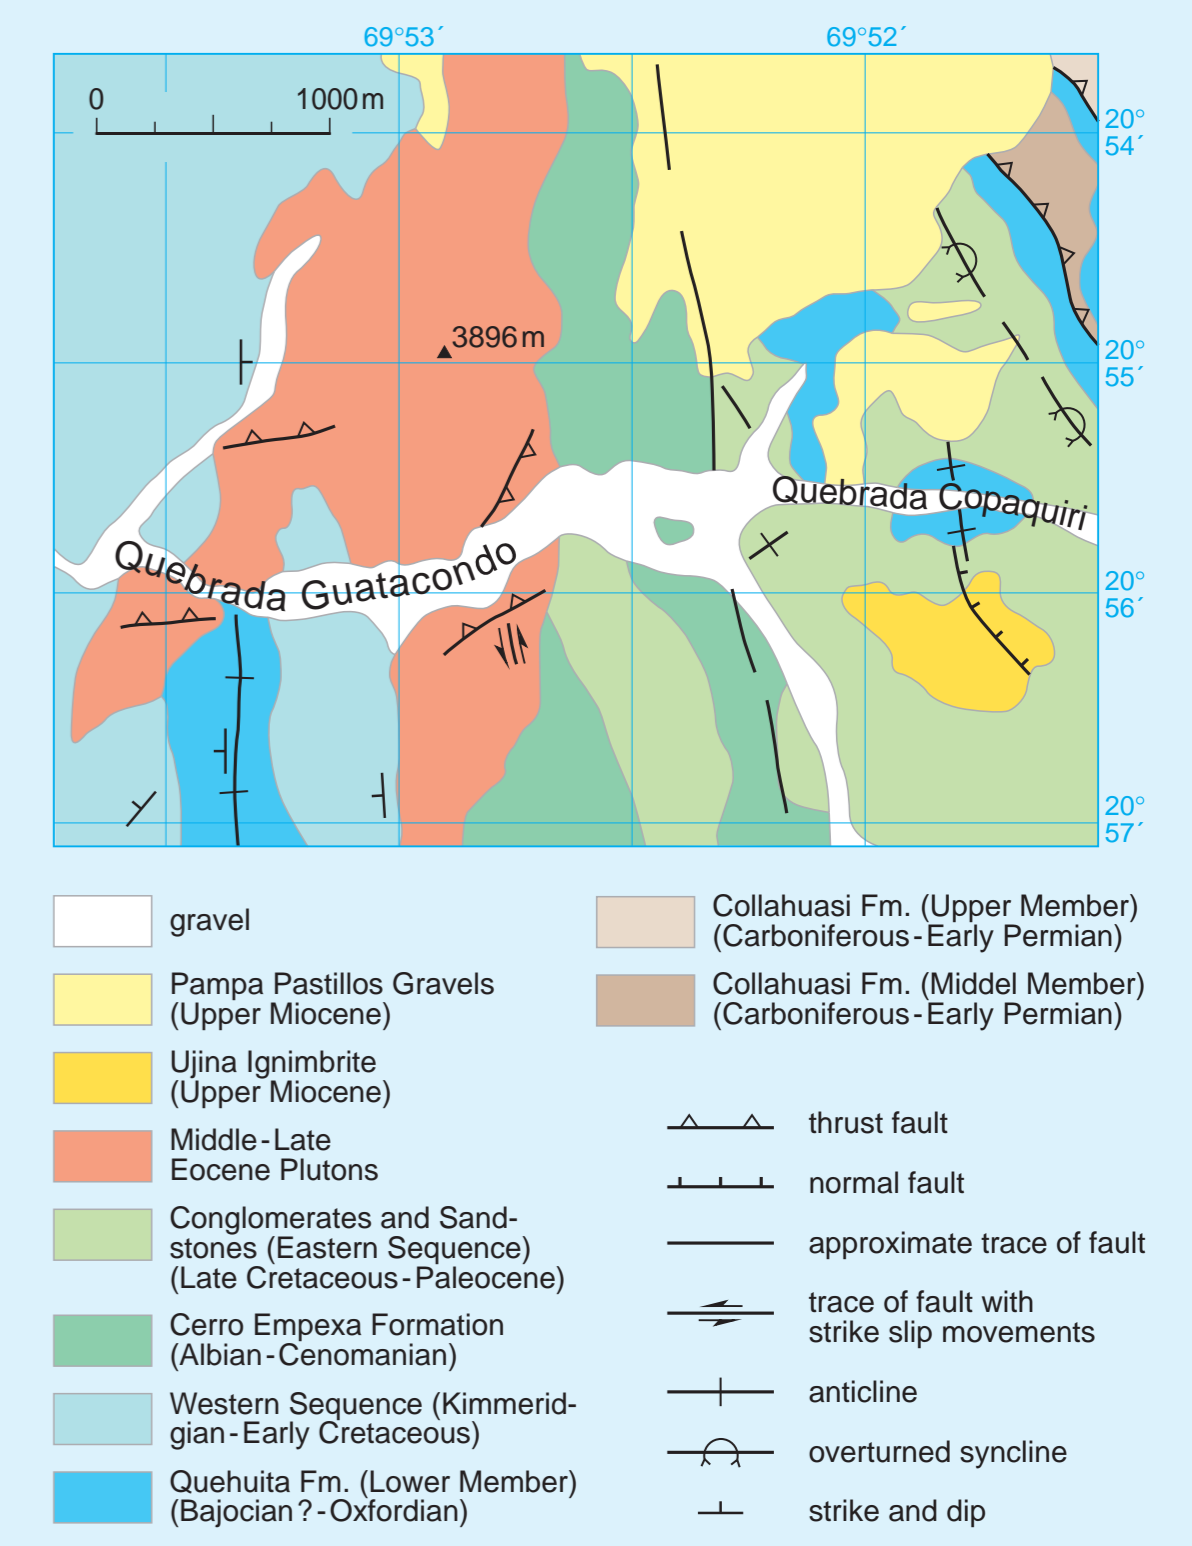 69°53´
69°52´
0
1000 m
20°
54´
3896 m
20°
55´
Quebrada Copaquiri
Quebrada Guatacondo
20°
56´
20°
57´
gravel
Pampa Pastillos Gravels
(Upper Miocene)
Ujina Ignimbrite
(Upper Miocene)
Middle-Late
Eocene Plutons
Conglomerates and Sand-
stones (Eastern Sequence)
(Late Cretaceous-Paleocene)
Cerro Empexa Formation
(Albian-Cenomanian)
Western Sequence (Kimmerid-
gian-Early Cretaceous)
Quehuita Fm. (Lower Member)
(Bajocian?-Oxfordian)
Collahuasi Fm. (Upper Member)
(Carboniferous-Early Permian)
Collahuasi Fm. (Middel Member)
(Carboniferous-Early Permian)
thrust fault
normal fault
approximate trace of fault
trace of fault with
strike slip movements
anticline
overturned syncline
strike and dip